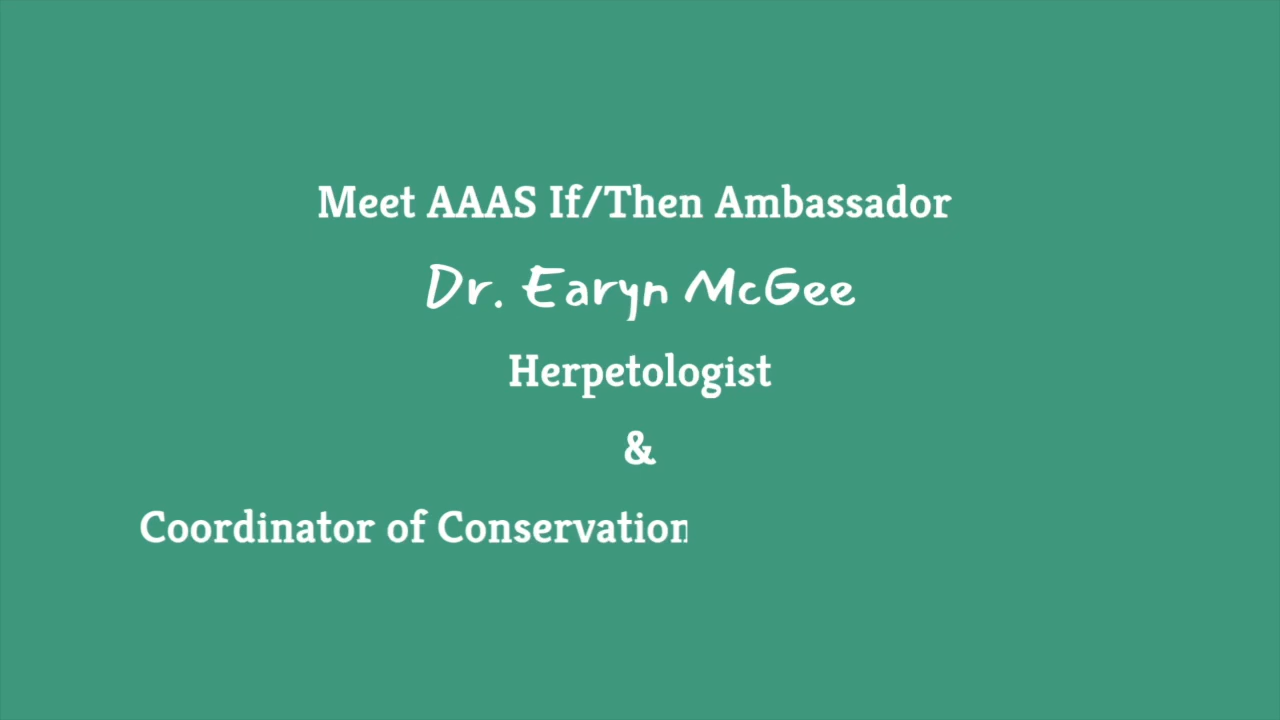 Meet AAAS If/Then Ambassador
Dr. Earyn McGee
Herpetologist
&
Coordinator of Conservation